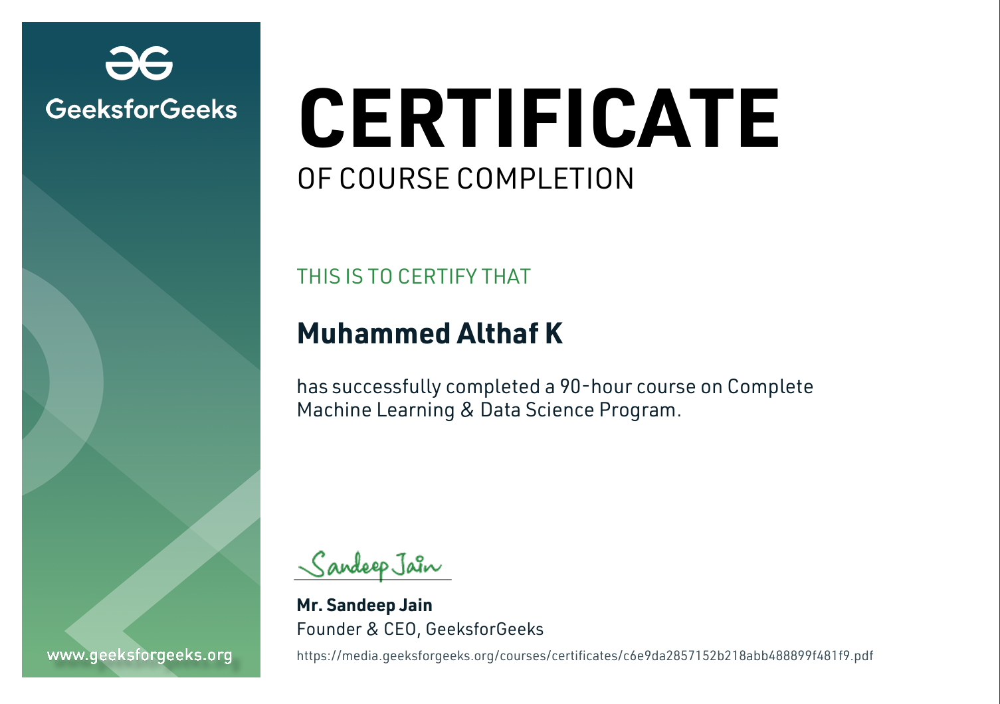 GeeksforGeeks
CERTIFICATE
OF COURSE COMPLETION
THIS IS TO CERTIFY THAT
Muhammed Althaf K
has successfully completed a 90-hour course on Complete
Machine Learning & Data Science Program.
Sandeep Jain
Mr. Sandeep Jain
Founder & CEO, GeeksforGeeks
https://media.geeksforgeeks.org/courses/certificates/c6e9da2857152b218abb488899f481f9.pdf
www.geeksforgeeks.org